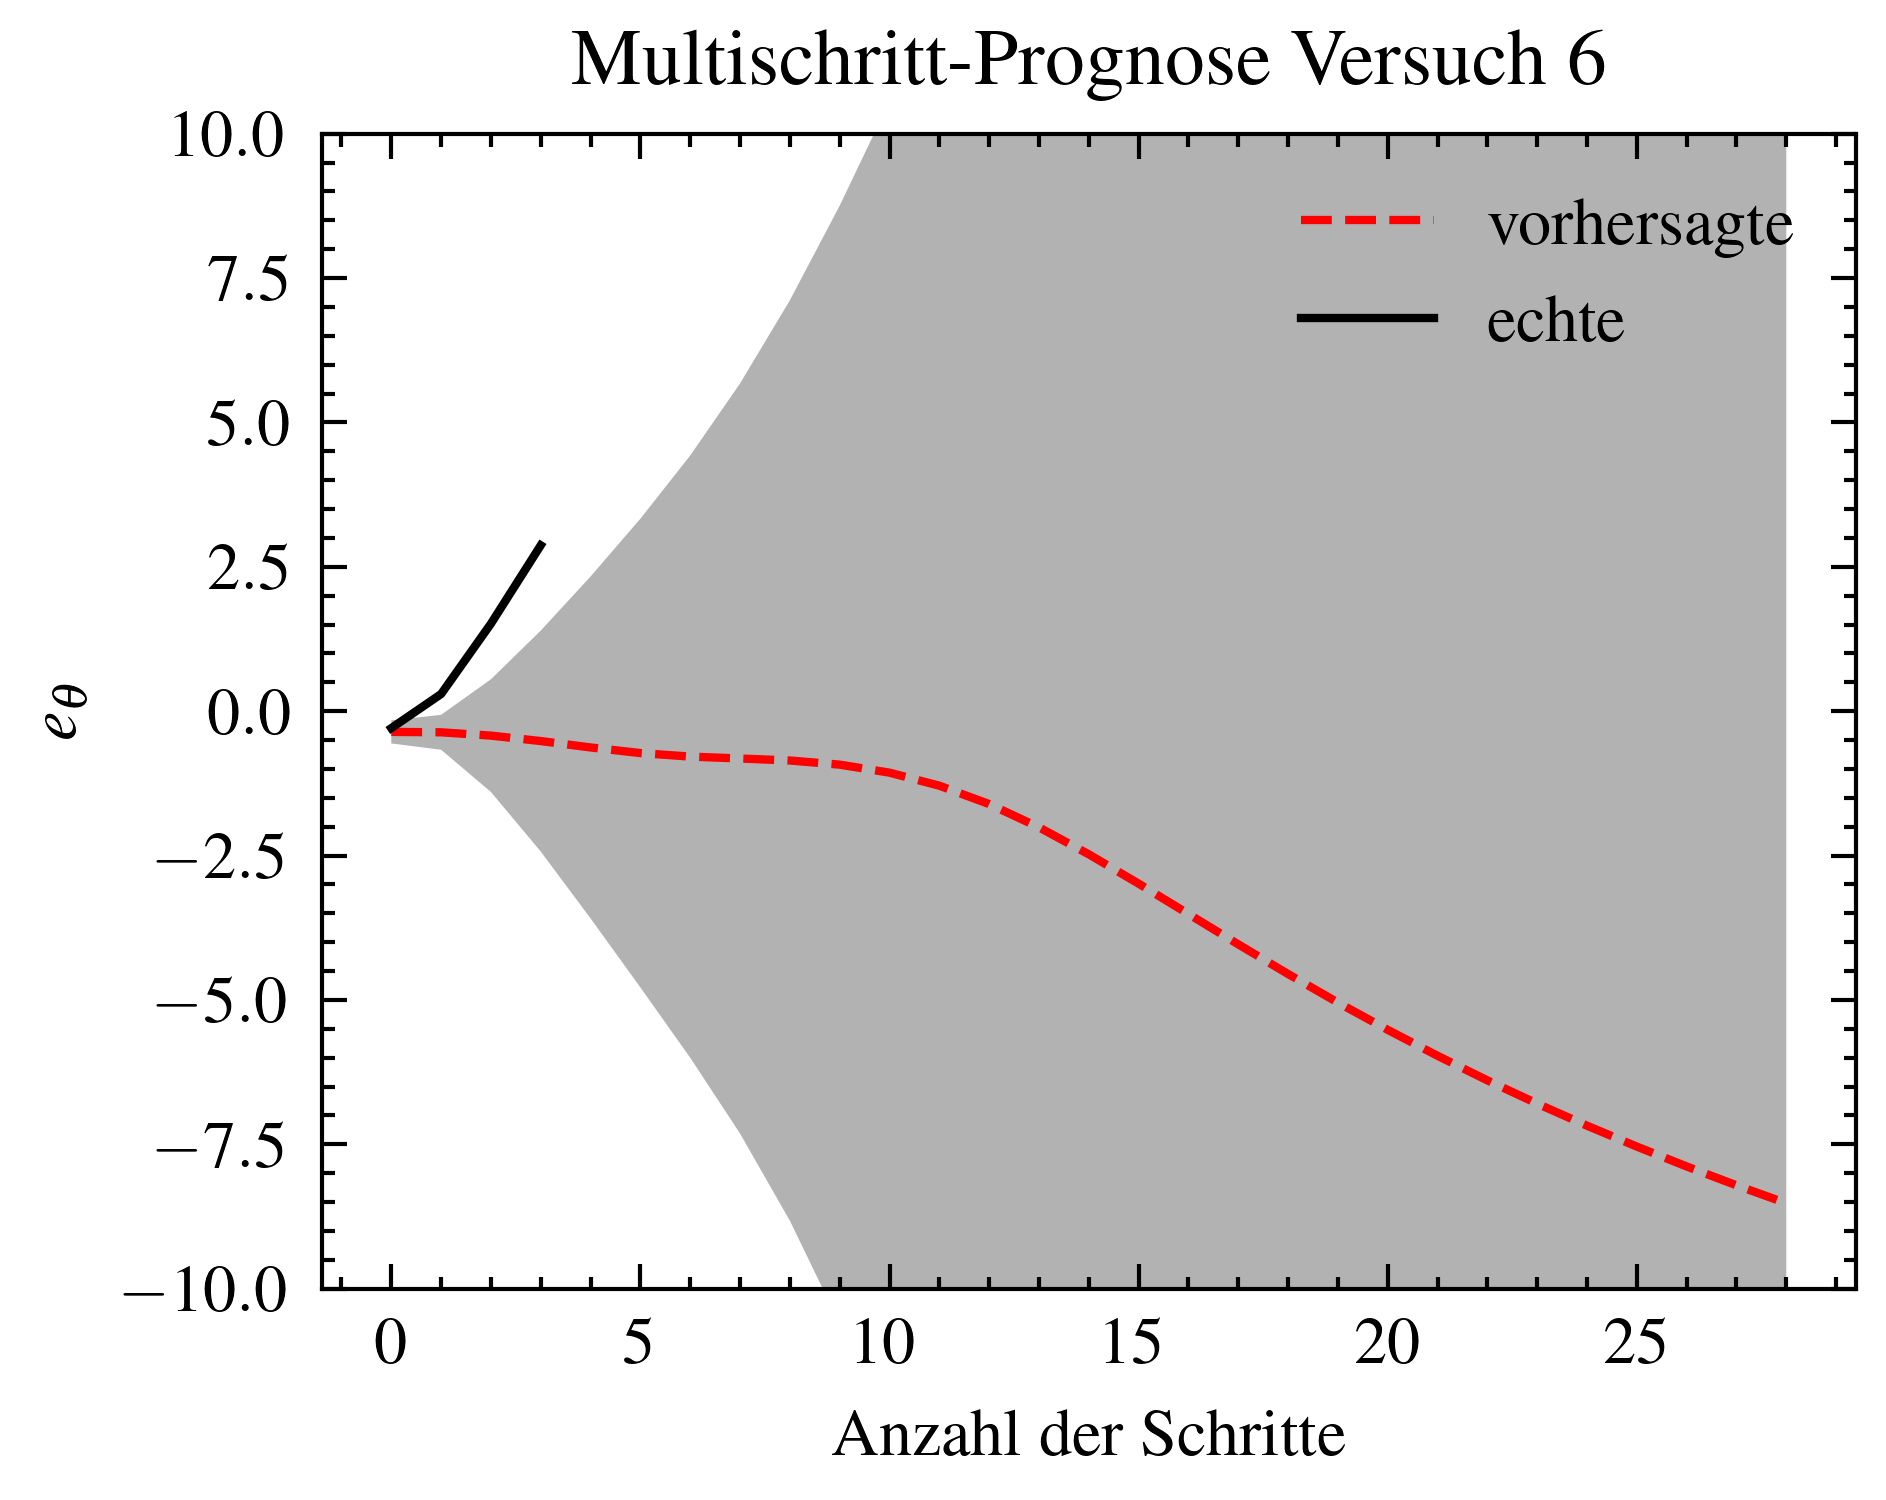 Multischritt-Prognose Versuch 6
10.0
7.5
5.0
2.5
0.0
−2.5
−5.0
−7.5
−10.0
eθ
vorhersagte
echte
0 5 10 15 20 25
Anzahl der Schritte